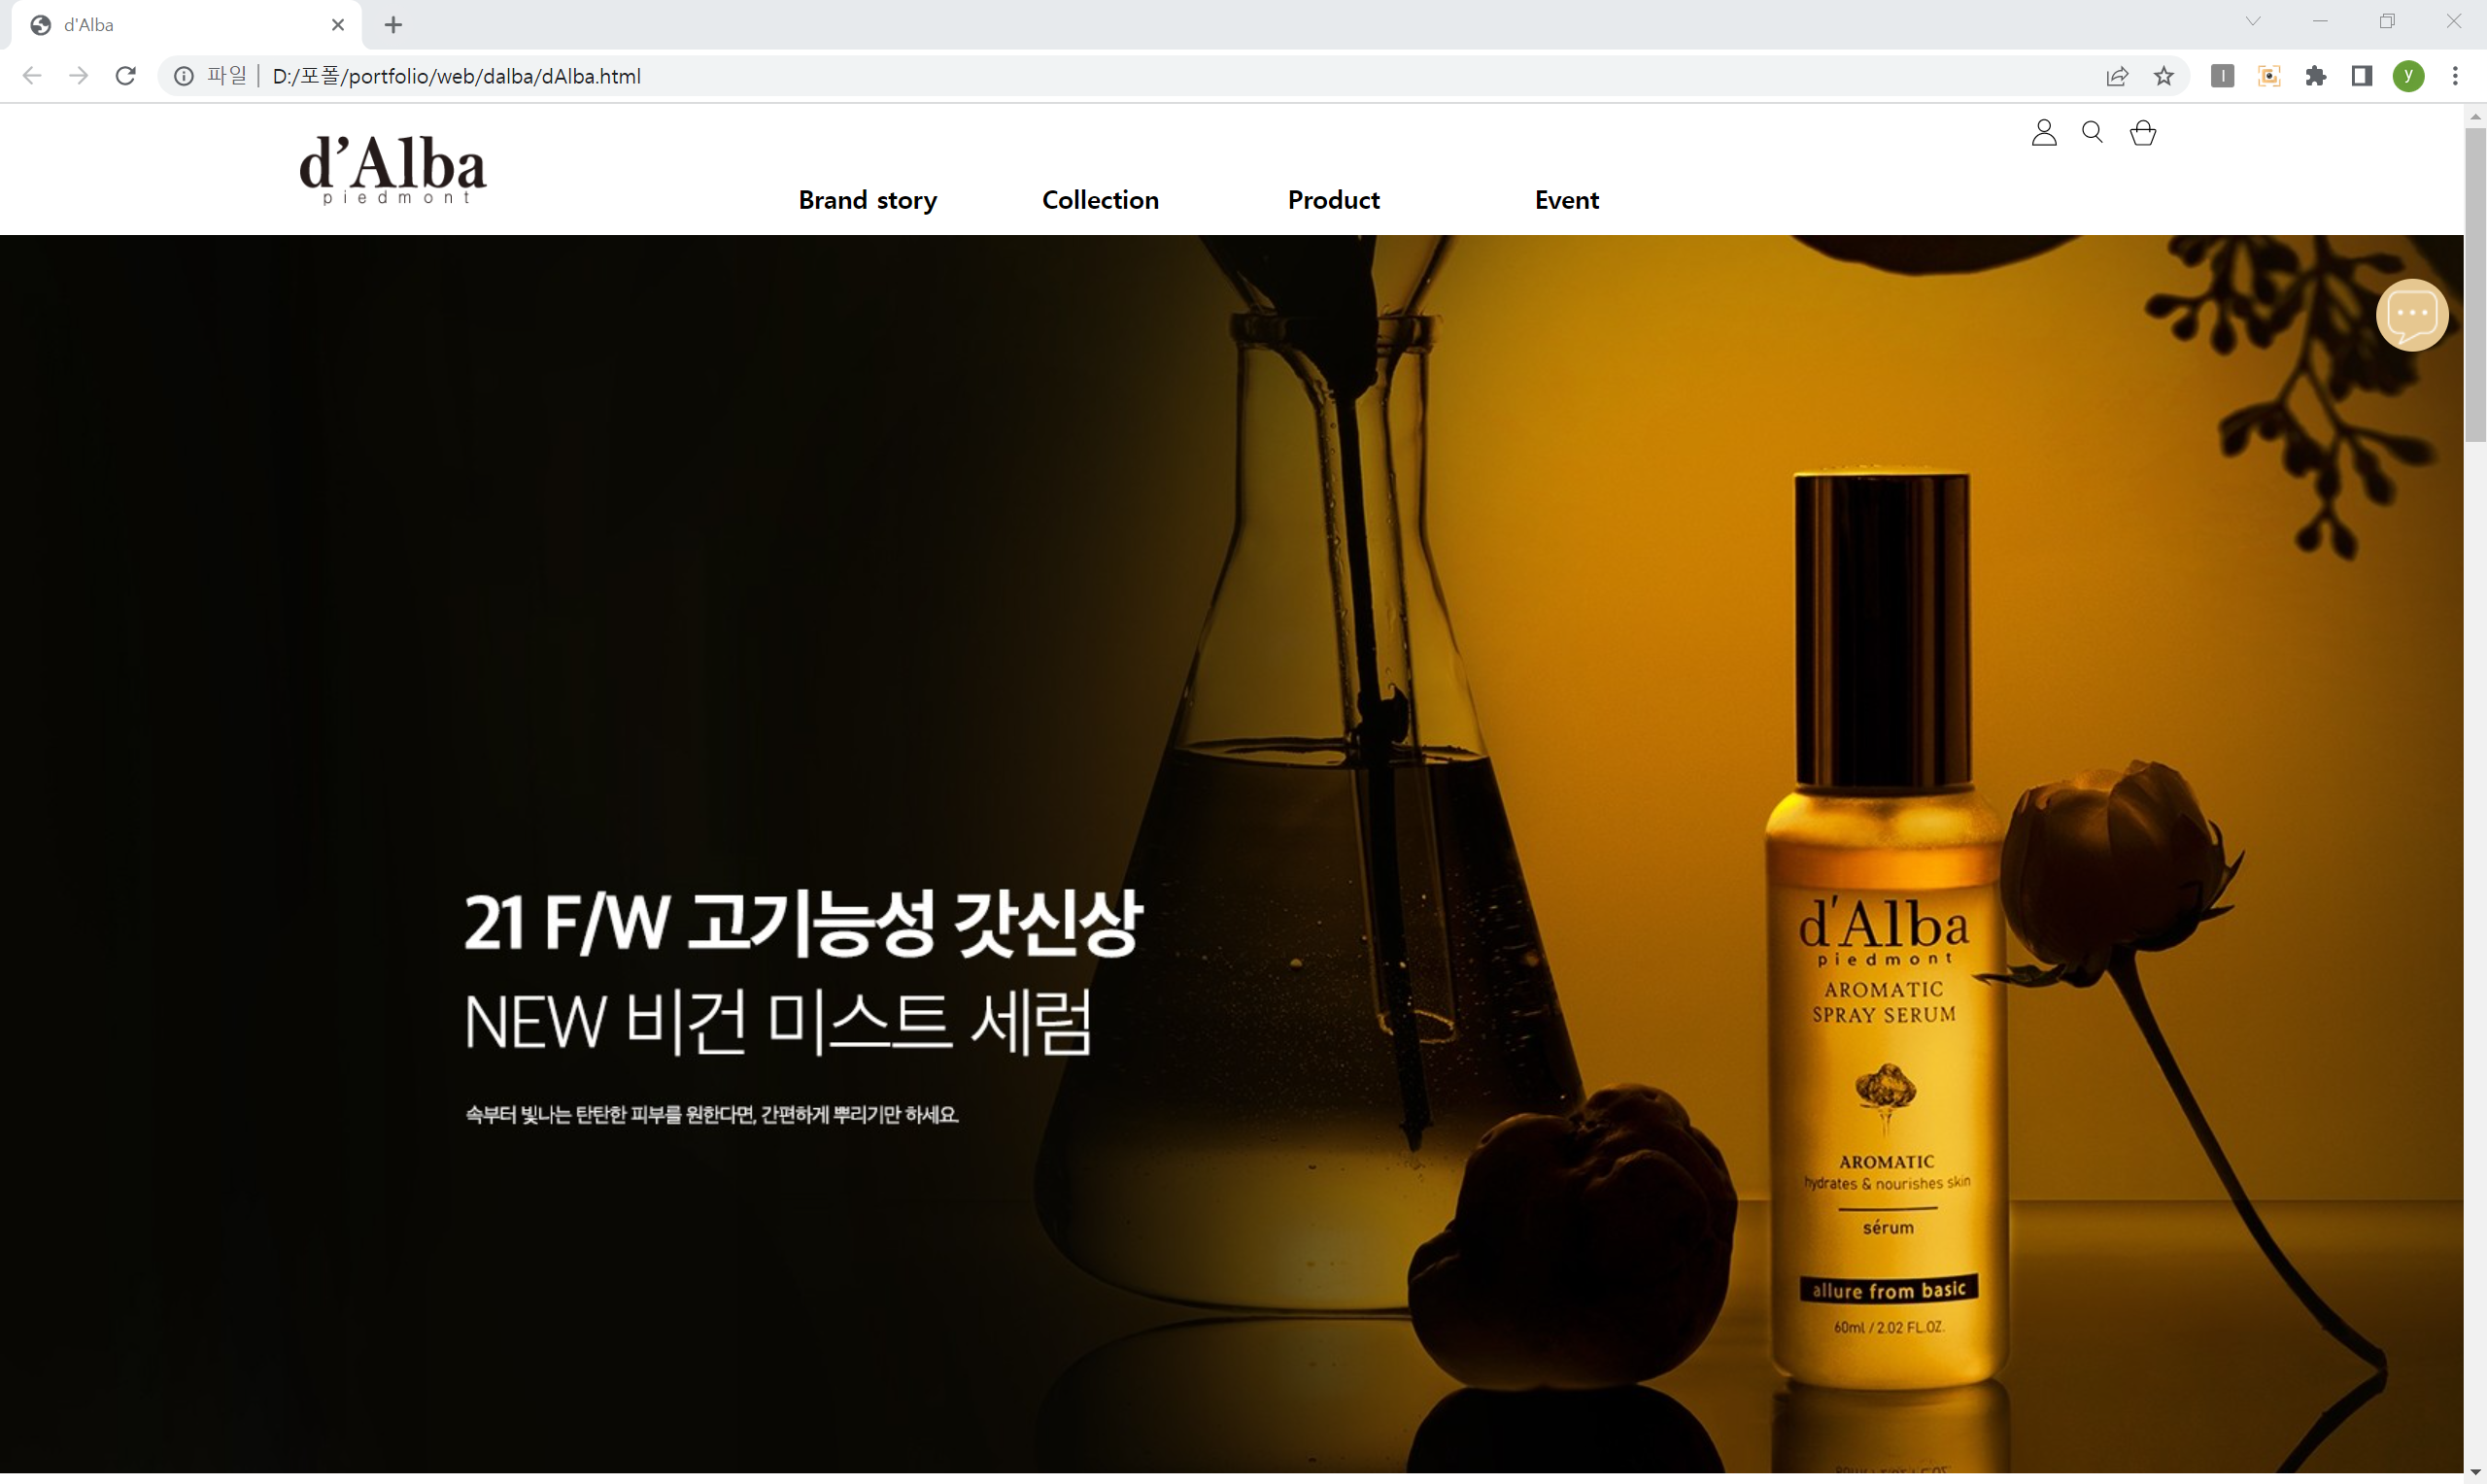 d'Alba
파일 | D:/포폴/portfolio/web/dalba/dAlba.html
y
d'Alba
piedmont
Brand story
Collection
Product
Event
21 F/W 고기능성 갓신상
NEW 비건 미스트 세럼
속부터 빛나는 탄탄한 피부를 원한다면, 간편하게 뿌리기만 하세요.
d'Alba
piedmont
AROMATIC
SPRAY SERUM
AROMATIC
hydrates & nourishes skin
sérum
allure from basic
60ml / 2.02 FL.OZ.